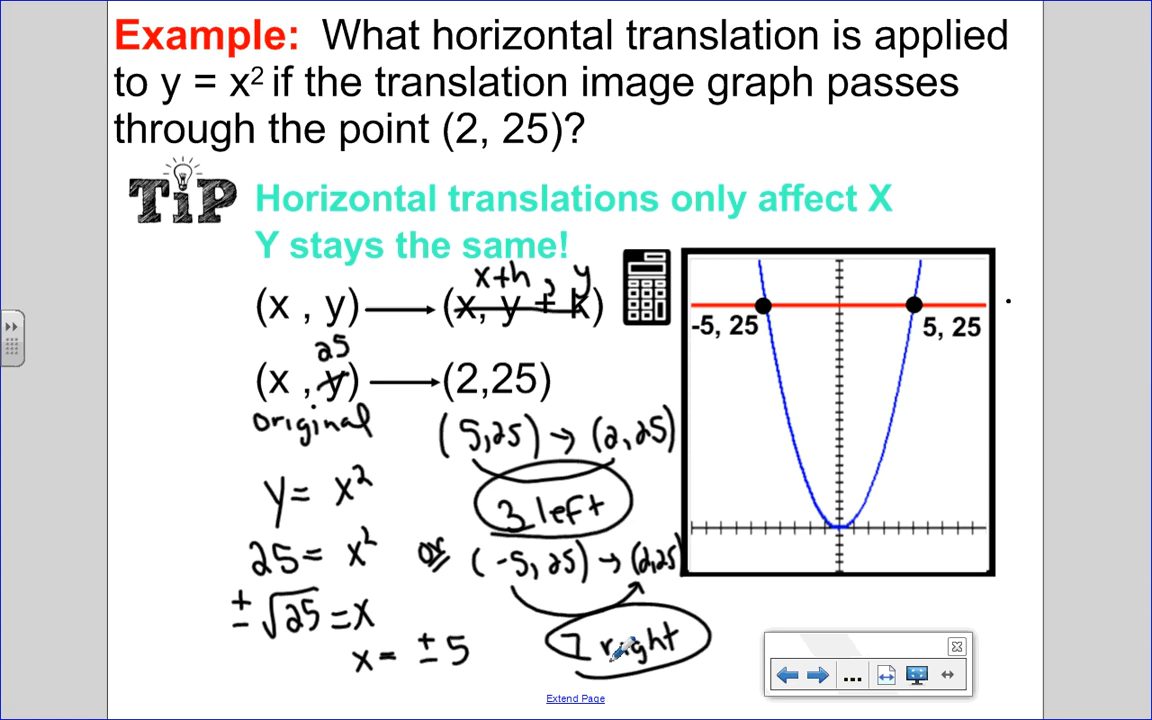 Example: What horizontal translation is applied
to y = x² if the translation image graph passes
through the point (2, 25)?
TiP
Horizontal translations only affect X
Y stays the same!
x+h, y
(x , y) → (x, y + k)
25
(x , y) → (2,25)
original
(5,25) → (2,25)
3 left
y = x²
25 = x²
or (-5, 25) → (2,25)
± √25 = x
x = ± 5
7 right
-5, 25
5, 25
...
Extend Page